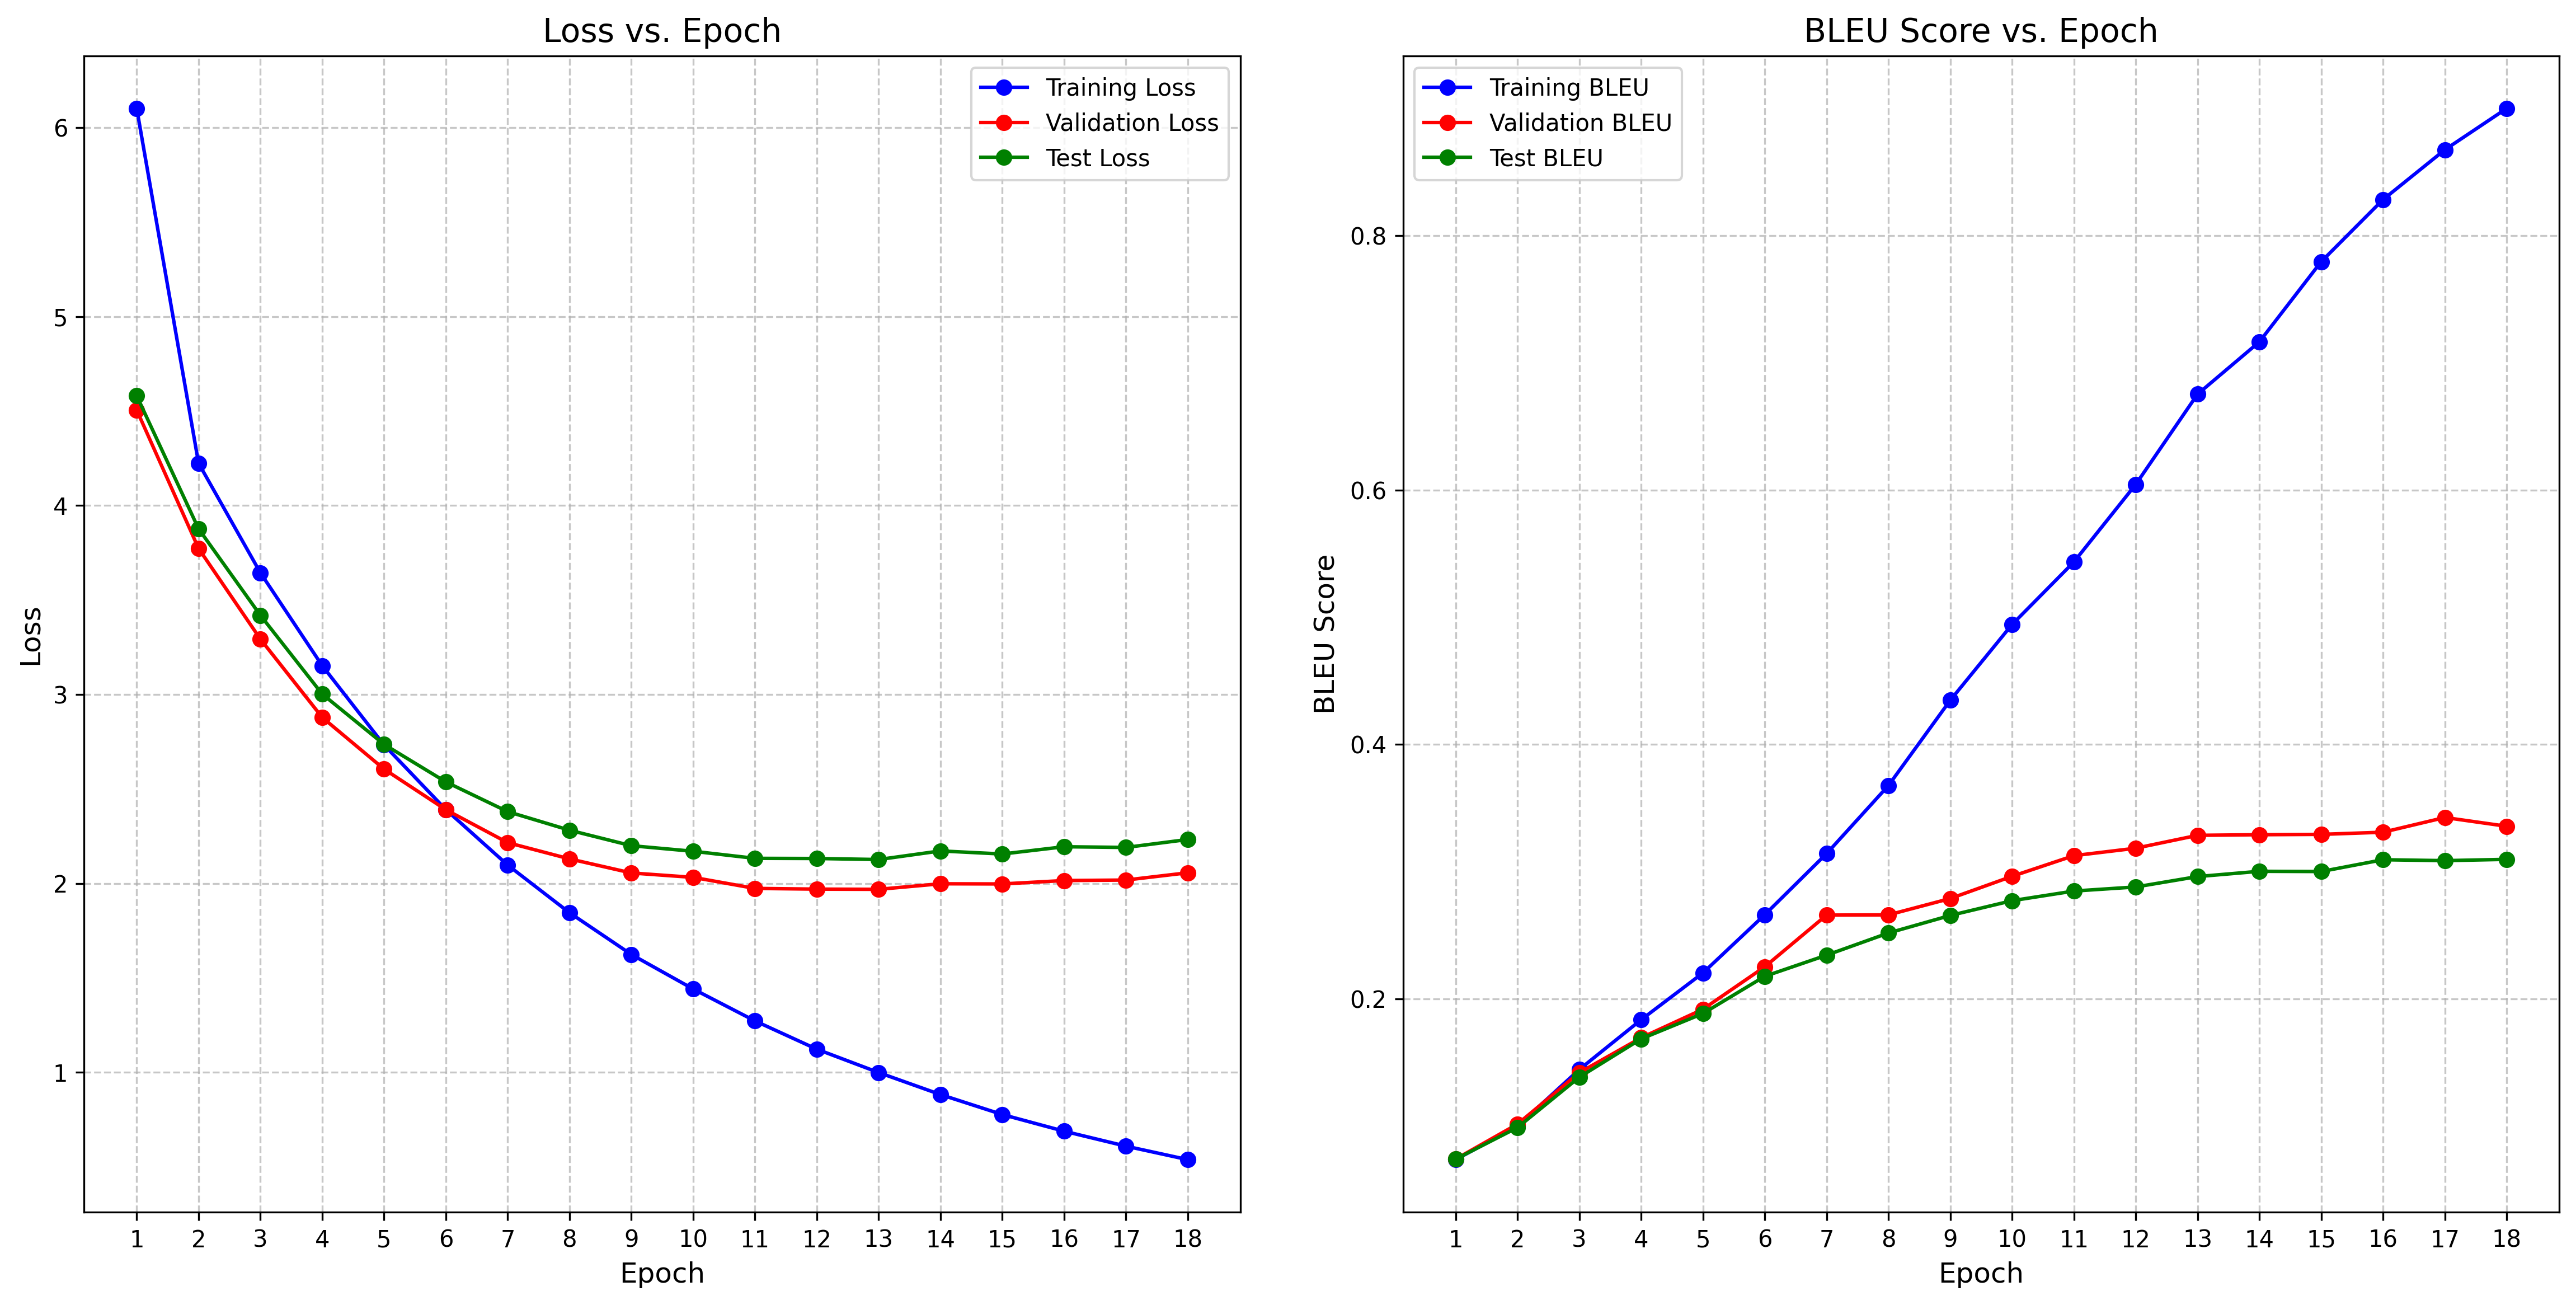 Loss vs. Epoch
Training Loss
Validation Loss
Test Loss
6
5
4
3
2
1
Loss
1 2 3 4 5 6 7 8 9 10 11 12 13 14 15 16 17 18
Epoch
BLEU Score vs. Epoch
Training BLEU
Validation BLEU
Test BLEU
0.8
0.6
0.4
0.2
BLEU Score
1 2 3 4 5 6 7 8 9 10 11 12 13 14 15 16 17 18
Epoch